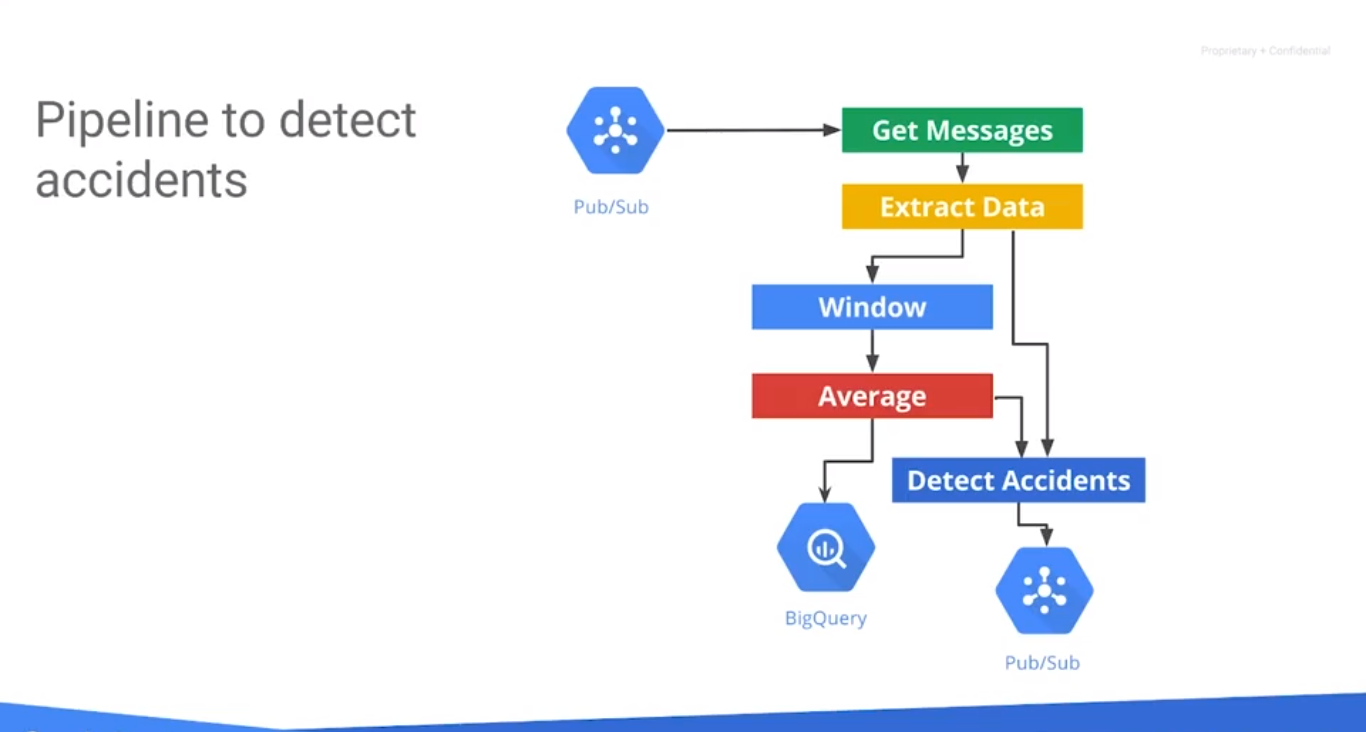 Proprietary + Confidential
Pipeline to detect
accidents
Pub/Sub
Get Messages
Extract Data
Window
Average
Detect Accidents
BigQuery
Pub/Sub